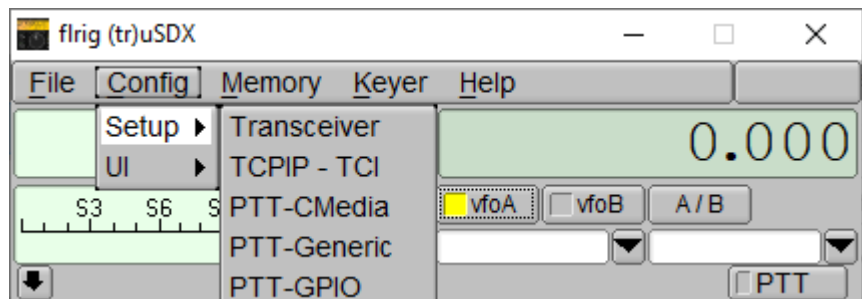 flrig (tr)uSDX
File Config Memory Keyer Help
Setup Transceiver 0.000
UI TCPIP - TCI
S3 S6 S PTT-CMedia vfoA vfoB A / B
PTT-Generic
PTT-GPIO PTT